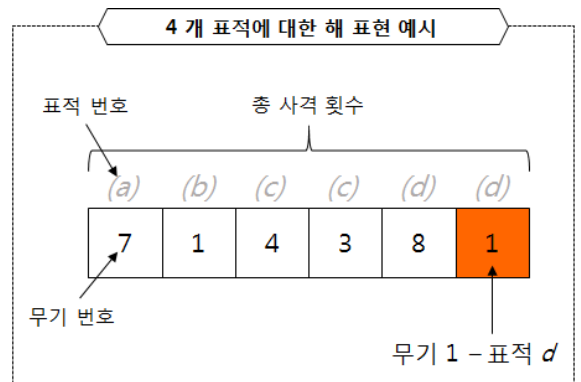 4 개 표적에 대한 해 표현 예시
표적 번호
총 사격 횟수
(a) (b) (c) (c) (d) (d)
7 1 4 3 8 1
무기 번호
무기 1 – 표적 d